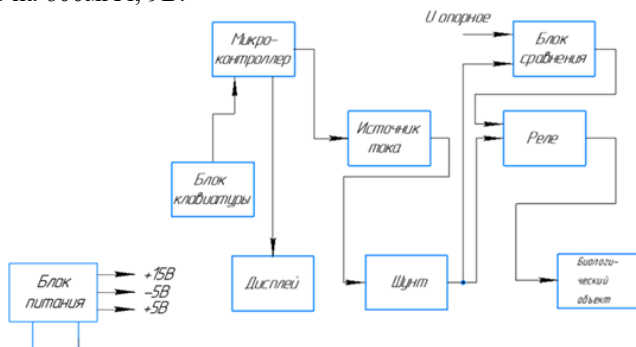 U опорное
Микро-
контроллер
Блок
сравнения
Источник
тока
Реле
Блок
клавиатуры
Дисплей
Шунт
Биологи-
ческий
объект
Блок
питания
+15В
-5В
+5В